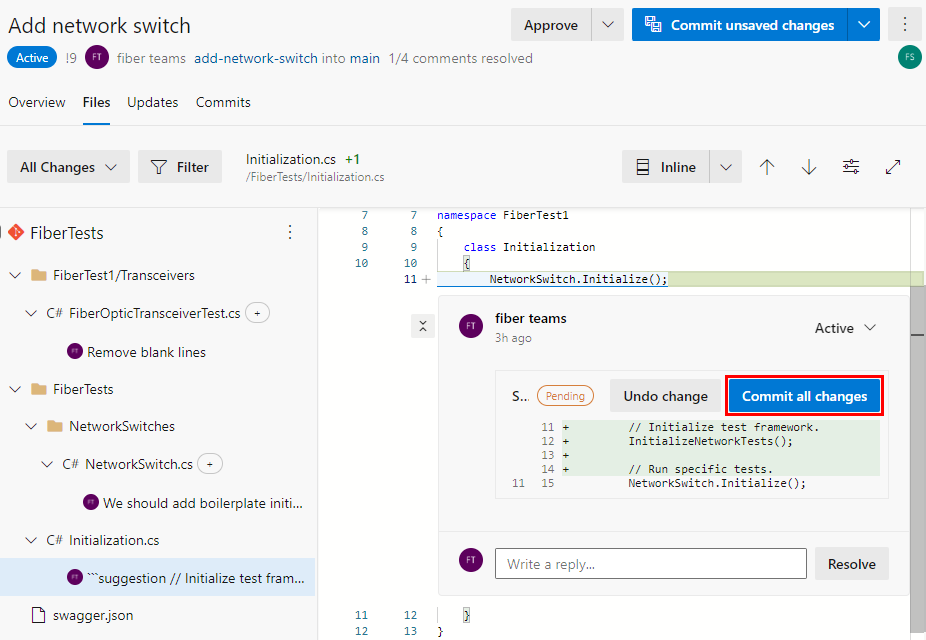 Add network switch
Approve
Commit unsaved changes
Active !9 FT fiber teams add-network-switch into main 1/4 comments resolved
FS
Overview Files Updates Commits
All Changes Filter
Initialization.cs +1
/FiberTests/Initialization.cs
Inline
FiberTests
FiberTest1/Transceivers
C# FiberOpticTransceiverTest.cs +
FT Remove blank lines
FiberTests
NetworkSwitches
C# NetworkSwitch.cs +
FT We should add boilerplate initi...
C# Initialization.cs
FT ```suggestion // Initialize test fram...
swagger.json
7 7 namespace FiberTest1
8 8 {
9 9 class Initialization
10 10 {
11 + NetworkSwitch.Initialize();
FT fiber teams
3h ago
Active
S... Pending Undo change Commit all changes
11 + // Initialize test framework.
12 + InitializeNetworkTests();
13 +
14 + // Run specific tests.
11 15 NetworkSwitch.Initialize();
FT Write a reply... Resolve
11 12 }
12 13 }